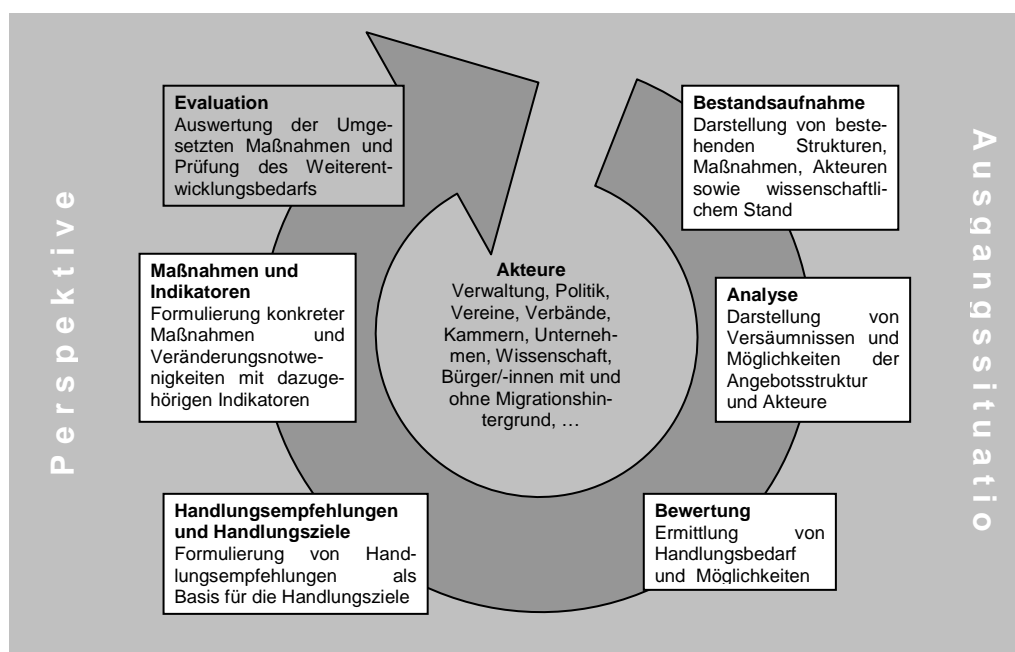 Perspektive
Evaluation
Auswertung der Umge-
setzten Maßnahmen und
Prüfung des Weiterent-
wicklungsbedarfs
Maßnahmen und
Indikatoren
Formulierung konkreter
Maßnahmen und
Veränderungsnotwe-
nigkeiten mit dazuge-
hörigen Indikatoren
Handlungsempfehlungen
und Handlungsziele
Formulierung von Hand-
lungsempfehlungen als
Basis für die Handlungsziele
Akteure
Verwaltung, Politik,
Vereine, Verbände,
Kammern, Unterneh-
men, Wissenschaft,
Bürger/-innen mit und
ohne Migrationshin-
tergrund, …
Bestandsaufnahme
Darstellung von beste-
henden Strukturen,
Maßnahmen, Akteuren
sowie wissenschaftli-
chem Stand
Analyse
Darstellung von
Versäumnissen und
Möglichkeiten der
Angebotsstruktur
und Akteure
Bewertung
Ermittlung von
Handlungsbedarf
und Möglichkeiten
Ausgangssituatio